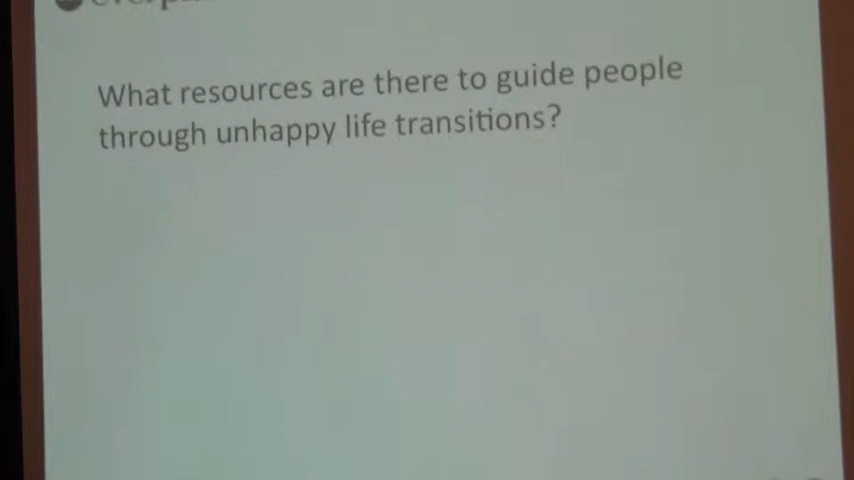 What resources are there to guide people
through unhappy life transitions?